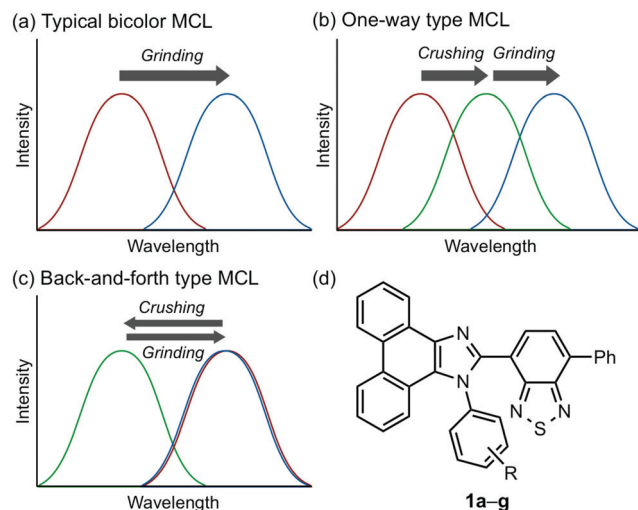 (a) Typical bicolor MCL
Grinding
Intensity
Wavelength
(b) One-way type MCL
Crushing
Grinding
Intensity
Wavelength
(c) Back-and-forth type MCL
Crushing
Grinding
Intensity
Wavelength
(d)
N
N
Ph
N
N
S
R
1a–g